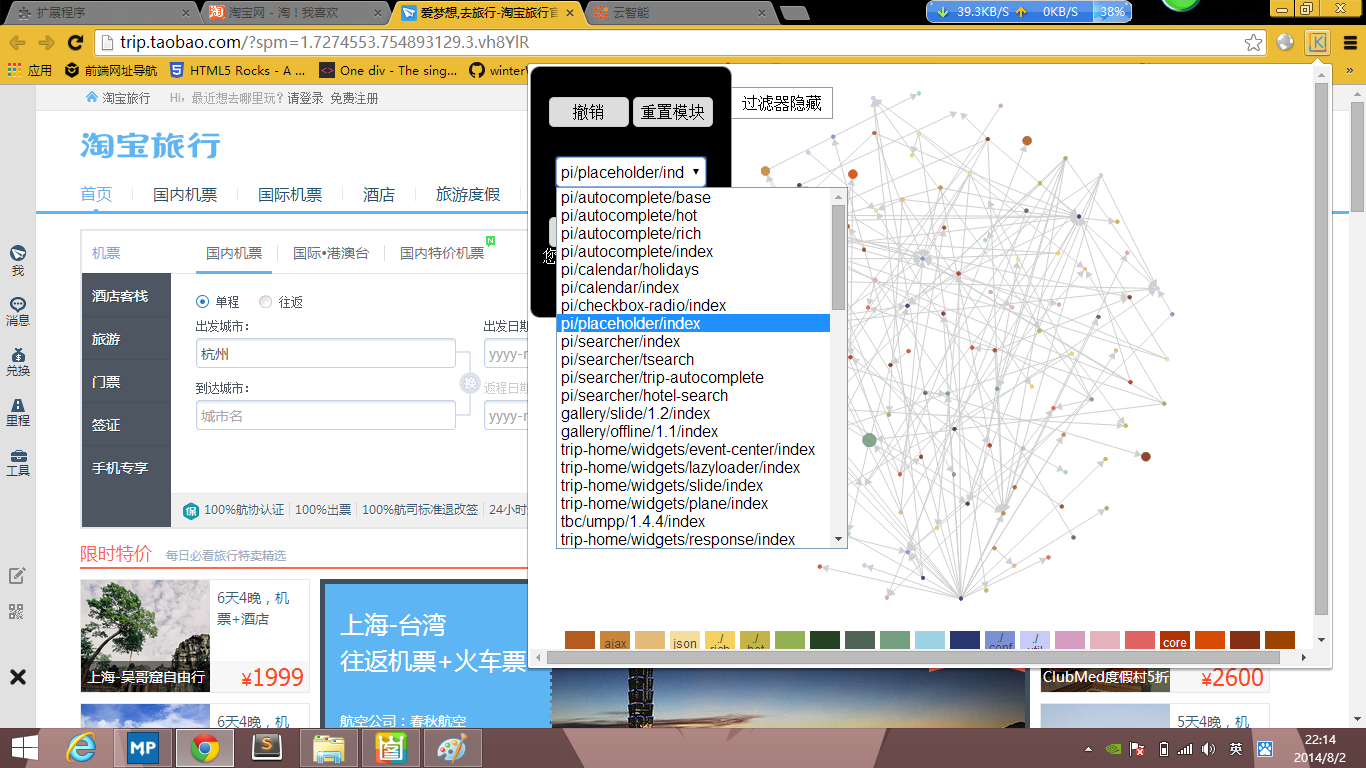 扩展程序
淘宝网 - 淘！我喜欢
爱梦想,去旅行-淘宝旅行官
云智能
39.3KB/S
0KB/S
38%
trip.taobao.com/?spm=1.7274553.754893129.3.vh8YlR
应用
前端网址导航
HTML5 Rocks - A ...
One div - The sing...
winter
»
淘宝旅行
Hi，最近想去哪里玩？请登录 免费注册
淘宝旅行
首页
国内机票
国际机票
酒店
旅游度假
我
消息
兑换
里程
工具
机票
国内机票
国际•港澳台
国内特价机票
N
酒店客栈
旅游
门票
签证
手机专享
单程
往返
出发城市：
出发日期
杭州
yyyy-m
换
到达城市：
返程日期
城市名
yyyy-m
保
100%航协认证
100%出票
100%航司标准退改签
24小时
限时特价
每日必看旅行特卖精选
6天4晚，机票+酒店
上海-吴哥窟自由行
¥1999
上海-台湾
往返机票+火车票
航空公司：春秋航空
6天4晚，机
ClubMed度假村5折
¥2600
5天4晚，机
撤销
重置模块
过滤器隐藏
pi/placeholder/ind
您
pi/autocomplete/base
pi/autocomplete/hot
pi/autocomplete/rich
pi/autocomplete/index
pi/calendar/holidays
pi/calendar/index
pi/checkbox-radio/index
pi/placeholder/index
pi/searcher/index
pi/searcher/tsearch
pi/searcher/trip-autocomplete
pi/searcher/hotel-search
gallery/slide/1.2/index
gallery/offline/1.1/index
trip-home/widgets/event-center/index
trip-home/widgets/lazyloader/index
trip-home/widgets/slide/index
trip-home/widgets/plane/index
tbc/umpp/1.4.4/index
trip-home/widgets/response/index
ajax
json
./rich
./hot
./conf
./util
core
MP
英
22:14
2014/8/2